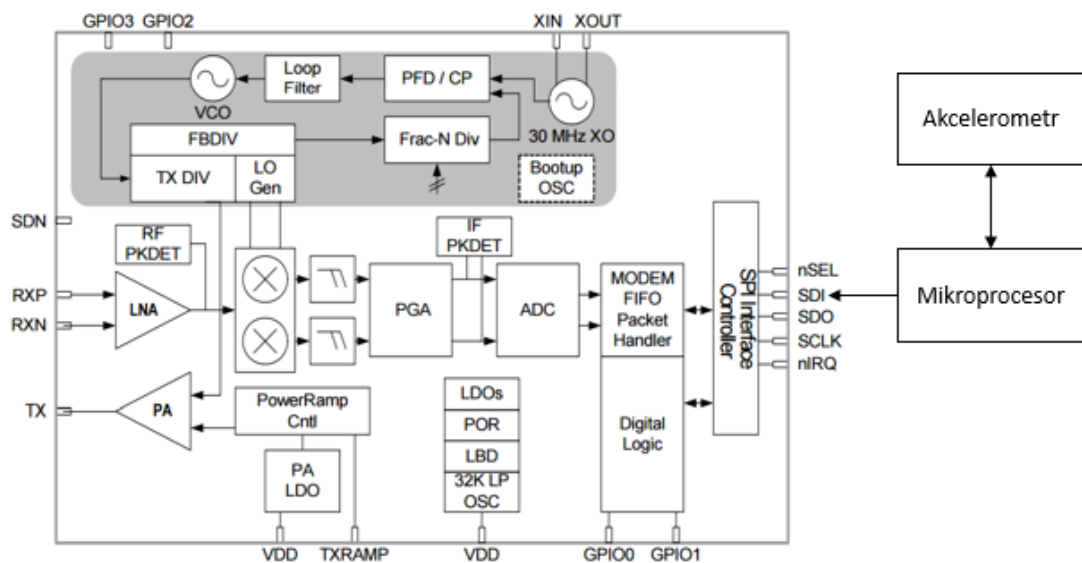 GPIO3 GPIO2
XIN XOUT
VCO
Loop
Filter
PFD / CP
30 MHz XO
FBDIV
TX DIV
LO
Gen
Frac-N Div
Bootup
OSC
Akcelerometr
SDN
RF
PKDET
IF
PKDET
RXP
RXN
LNA
PGA
ADC
MODEM
FIFO
Packet
Handler
SPI Interface
Controller
nSEL
SDI
SDO
SCLK
nIRQ
Mikroprocesor
TX
PA
PowerRamp
Cntl
PA
LDO
LDOs
POR
LBD
32K LP
OSC
Digital
Logic
VDD
TXRAMP
VDD
GPIO0
GPIO1